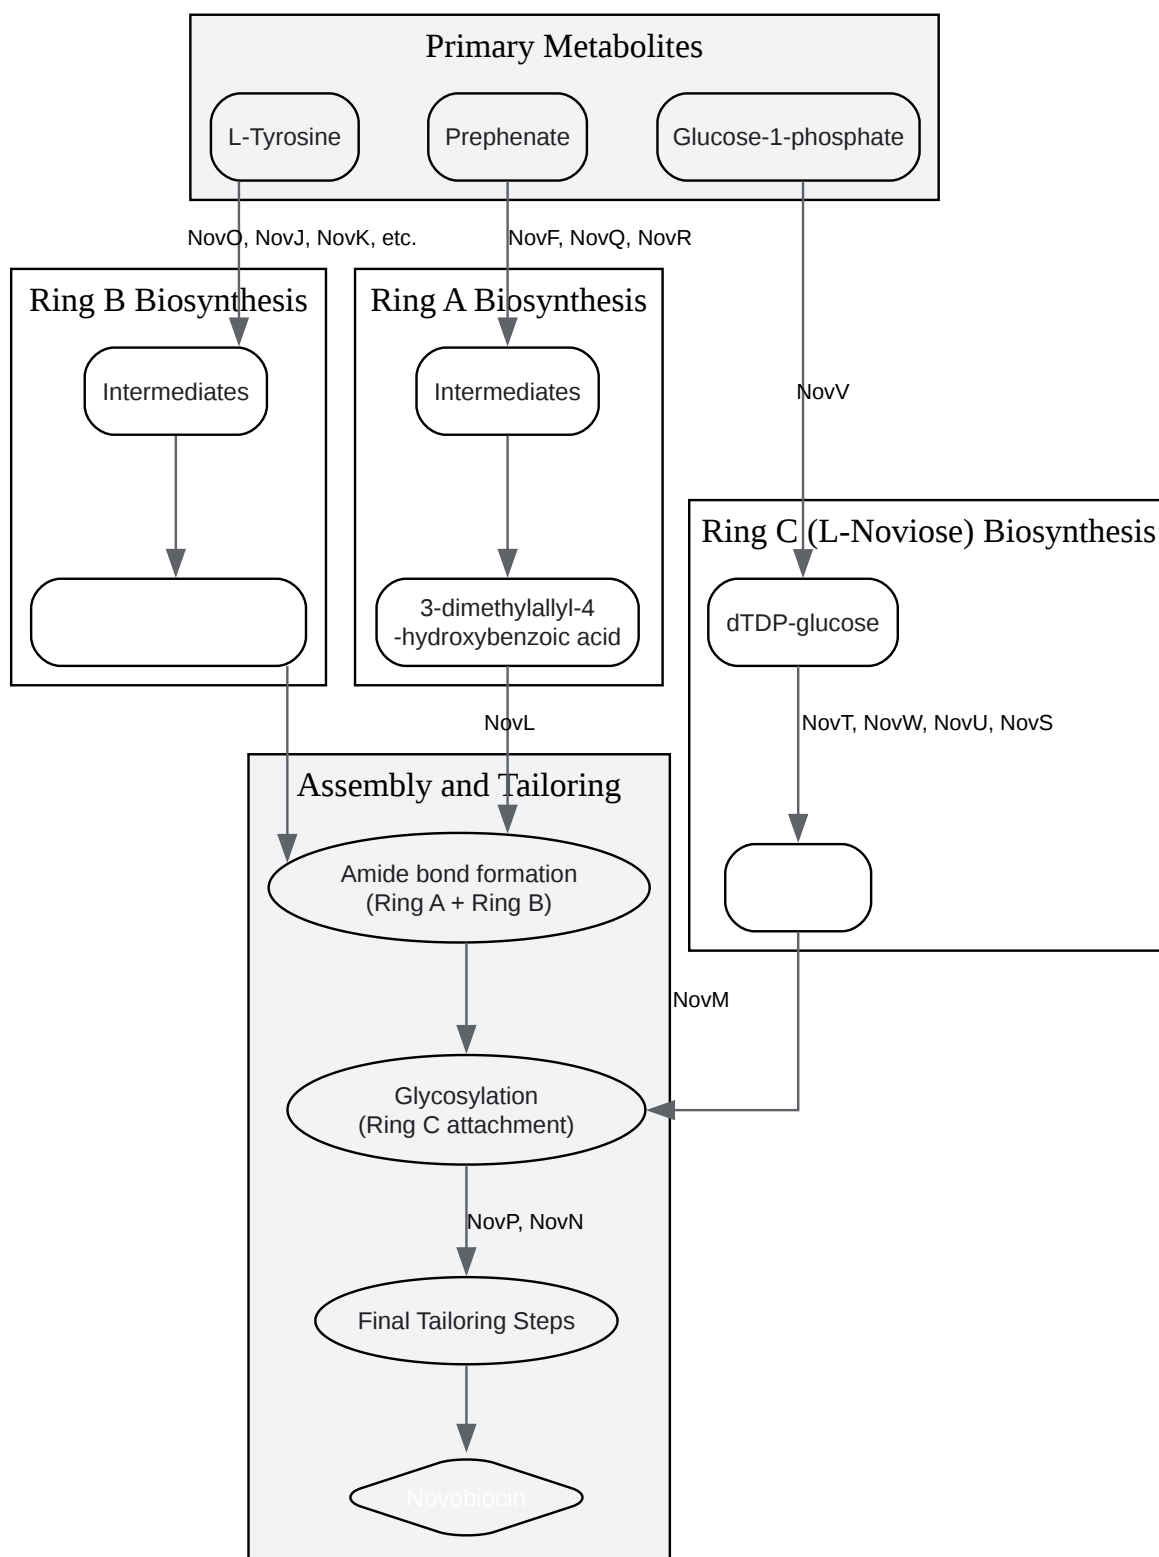 Primary Metabolites
L-Tyrosine
Prephenate
Glucose-1-phosphate
NovO, NovJ, NovK, etc.
NovF, NovQ, NovR
Ring B Biosynthesis
Ring A Biosynthesis
Intermediates
Intermediates
NovV
Ring C (L-Noviose) Biosynthesis
3-dimethylallyl-4
-hydroxybenzoic acid
dTDP-glucose
NovL
NovT, NovW, NovU, NovS
Assembly and Tailoring
Amide bond formation
(Ring A + Ring B)
NovM
Glycosylation
(Ring C attachment)
NovP, NovN
Final Tailoring Steps
Novobiocin